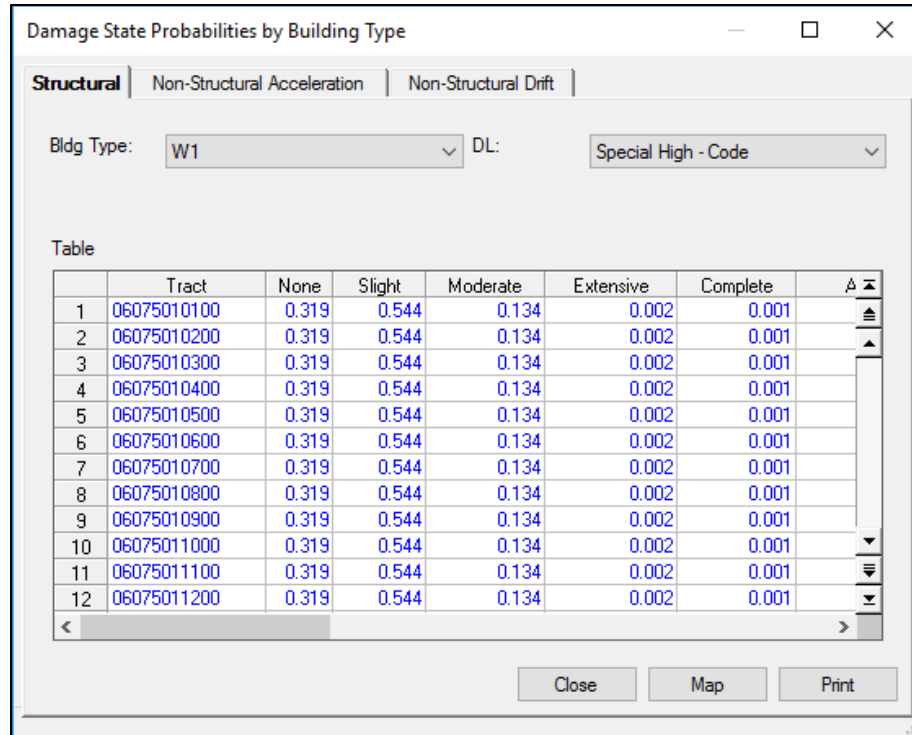 Damage State Probabilities by Building Type
Structural Non-Structural Acceleration Non-Structural Drift
Bldg Type: W1 DL: Special High - Code
Table
Tract None Slight Moderate Extensive Complete A
1 06075010100 0.319 0.544 0.134 0.002 0.001
2 06075010200 0.319 0.544 0.134 0.002 0.001
3 06075010300 0.319 0.544 0.134 0.002 0.001
4 06075010400 0.319 0.544 0.134 0.002 0.001
5 06075010500 0.319 0.544 0.134 0.002 0.001
6 06075010600 0.319 0.544 0.134 0.002 0.001
7 06075010700 0.319 0.544 0.134 0.002 0.001
8 06075010800 0.319 0.544 0.134 0.002 0.001
9 06075010900 0.319 0.544 0.134 0.002 0.001
10 06075011000 0.319 0.544 0.134 0.002 0.001
11 06075011100 0.319 0.544 0.134 0.002 0.001
12 06075011200 0.319 0.544 0.134 0.002 0.001
Close Map Print